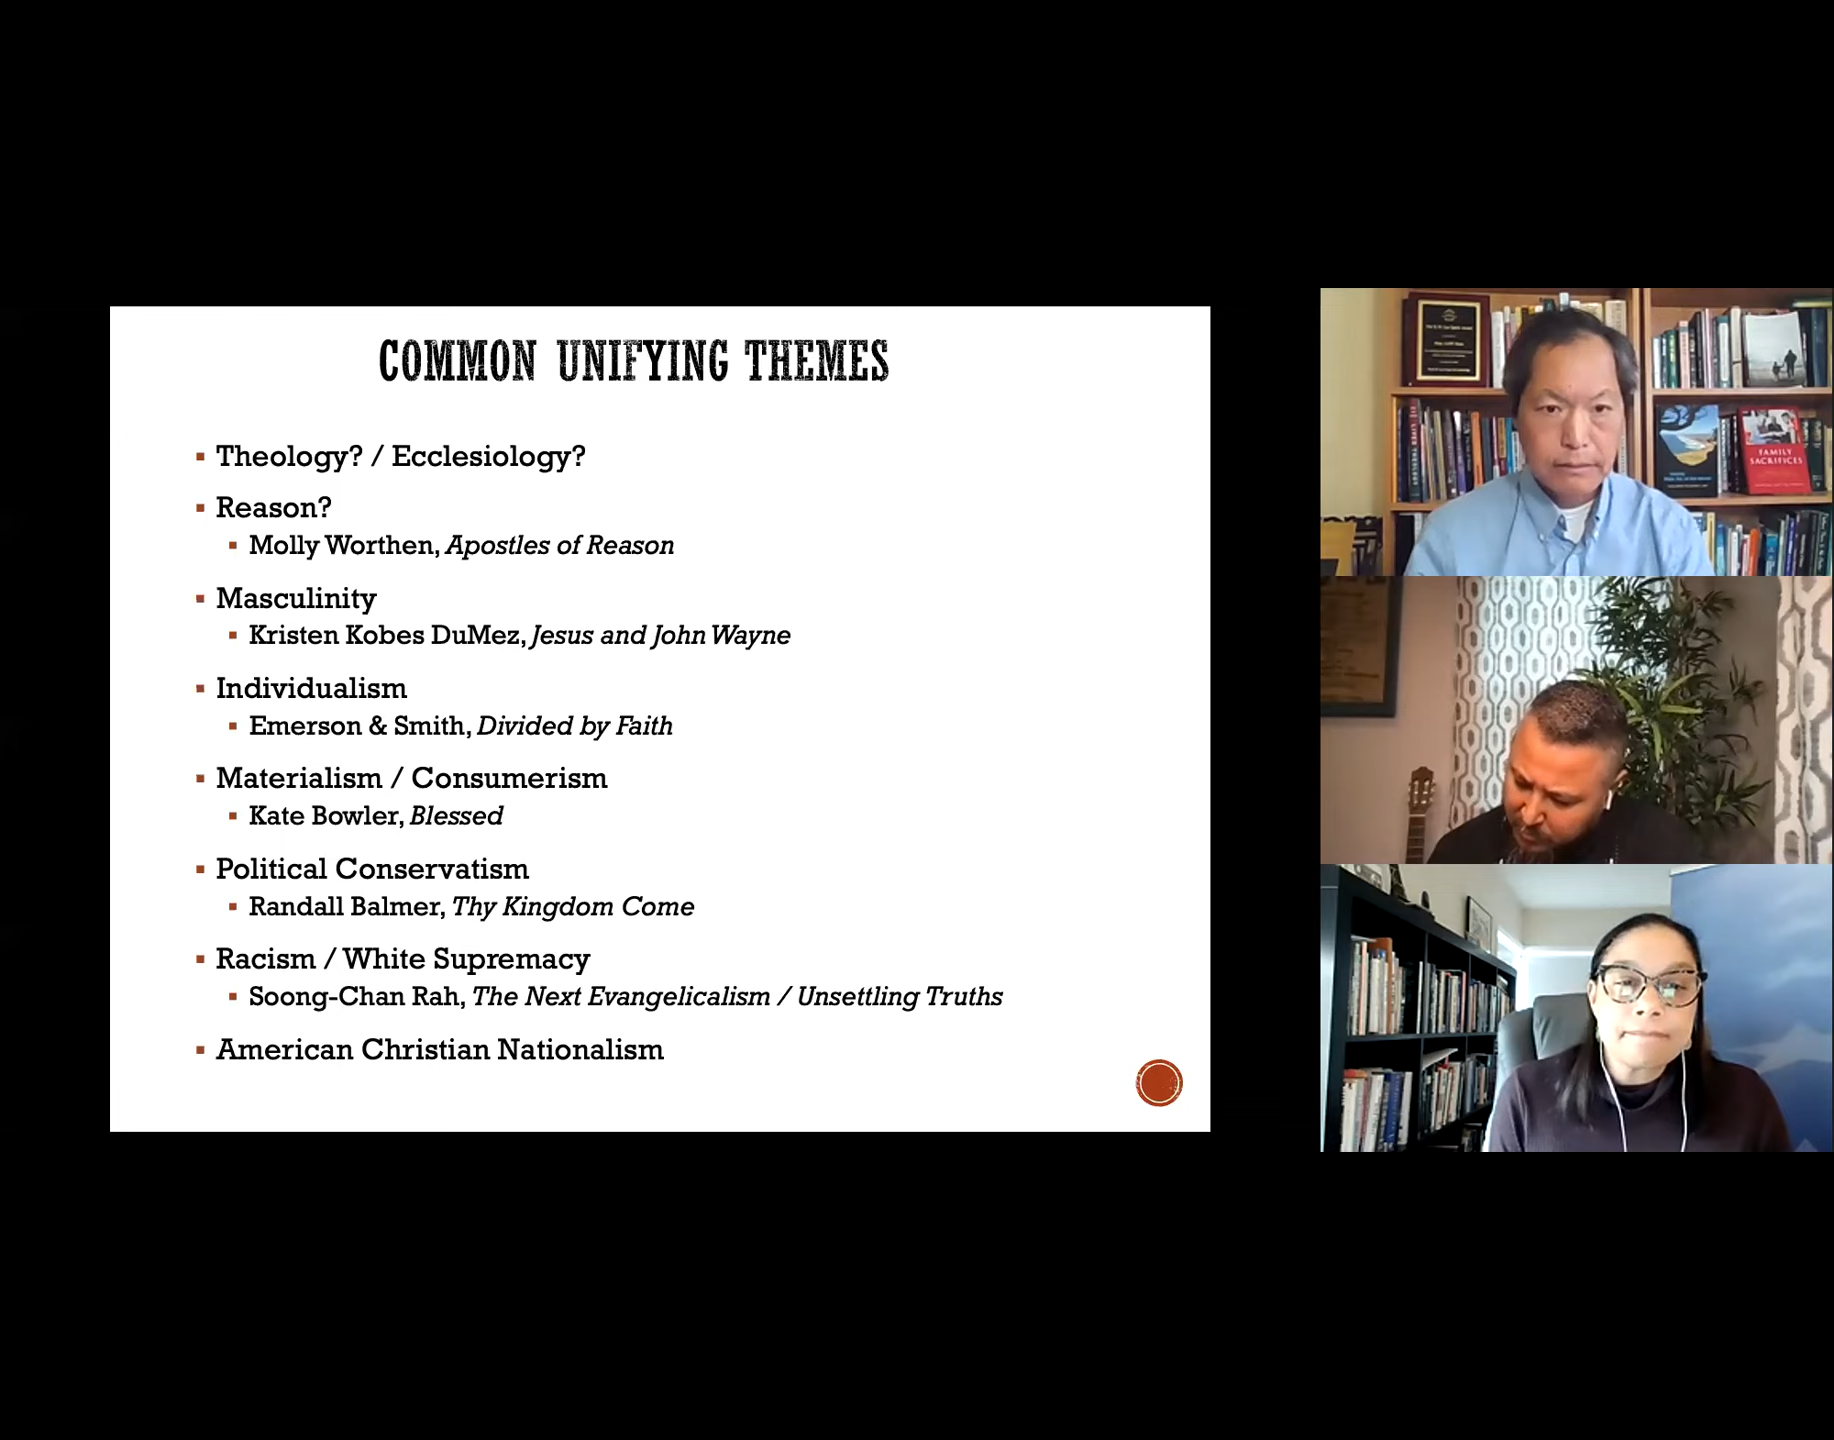 COMMON UNIFYING THEMES
▪ Theology? / Ecclesiology?
▪ Reason?
▪ Molly Worthen, Apostles of Reason
▪ Masculinity
▪ Kristen Kobes DuMez, Jesus and John Wayne
▪ Individualism
▪ Emerson & Smith, Divided by Faith
▪ Materialism / Consumerism
▪ Kate Bowler, Blessed
▪ Political Conservatism
▪ Randall Balmer, Thy Kingdom Come
▪ Racism / White Supremacy
▪ Soong-Chan Rah, The Next Evangelicalism / Unsettling Truths
▪ American Christian Nationalism
FAMILY
SACRIFICES